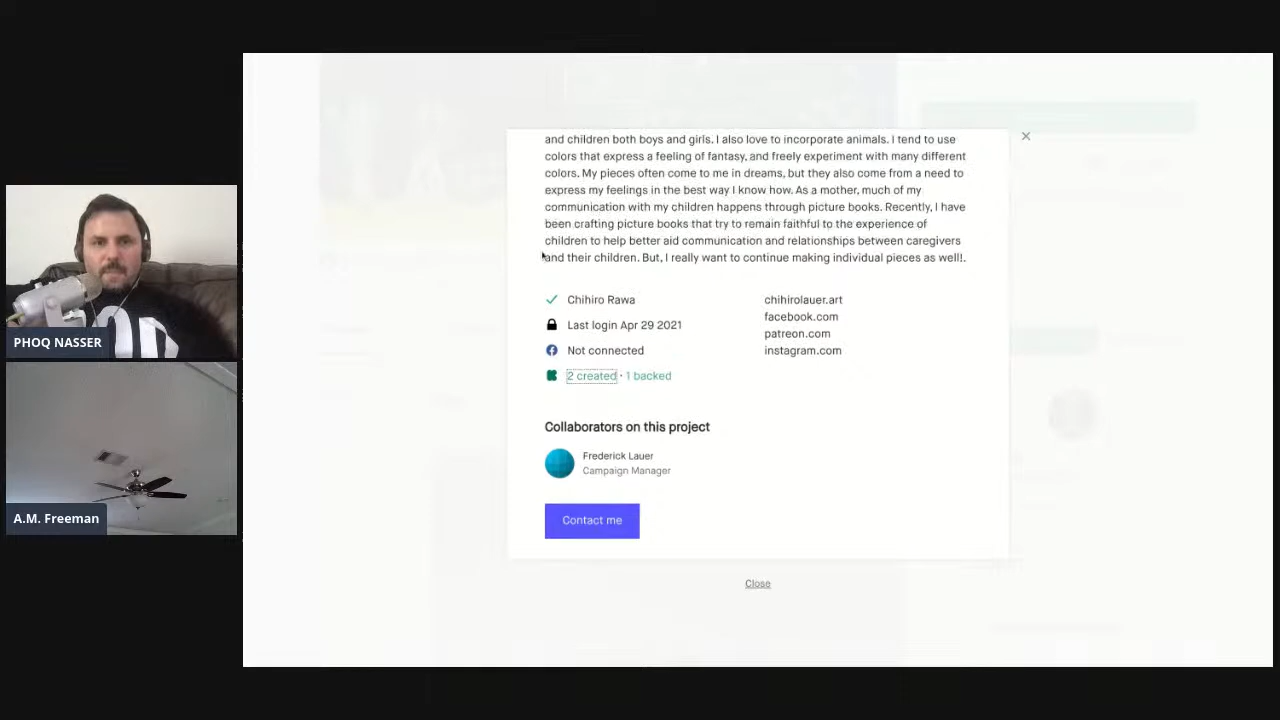 and children both boys and girls. I also love to incorporate animals. I tend to use
colors that express a feeling of fantasy, and freely experiment with many different
colors. My pieces often come to me in dreams, but they also come from a need to
express my feelings in the best way I know how. As a mother, much of my
communication with my children happens through picture books. Recently, I have
been crafting picture books that try to remain faithful to the experience of
children to help better aid communication and relationships between caregivers
and their children. But, I really want to continue making individual pieces as well!.
Chihiro Rawa
Last login Apr 29 2021
Not connected
2 created · 1 backed
chihirolauer.art
facebook.com
patreon.com
instagram.com
Collaborators on this project
Frederick Lauer
Campaign Manager
Contact me
Close
PHOQ NASSER
A.M. Freeman